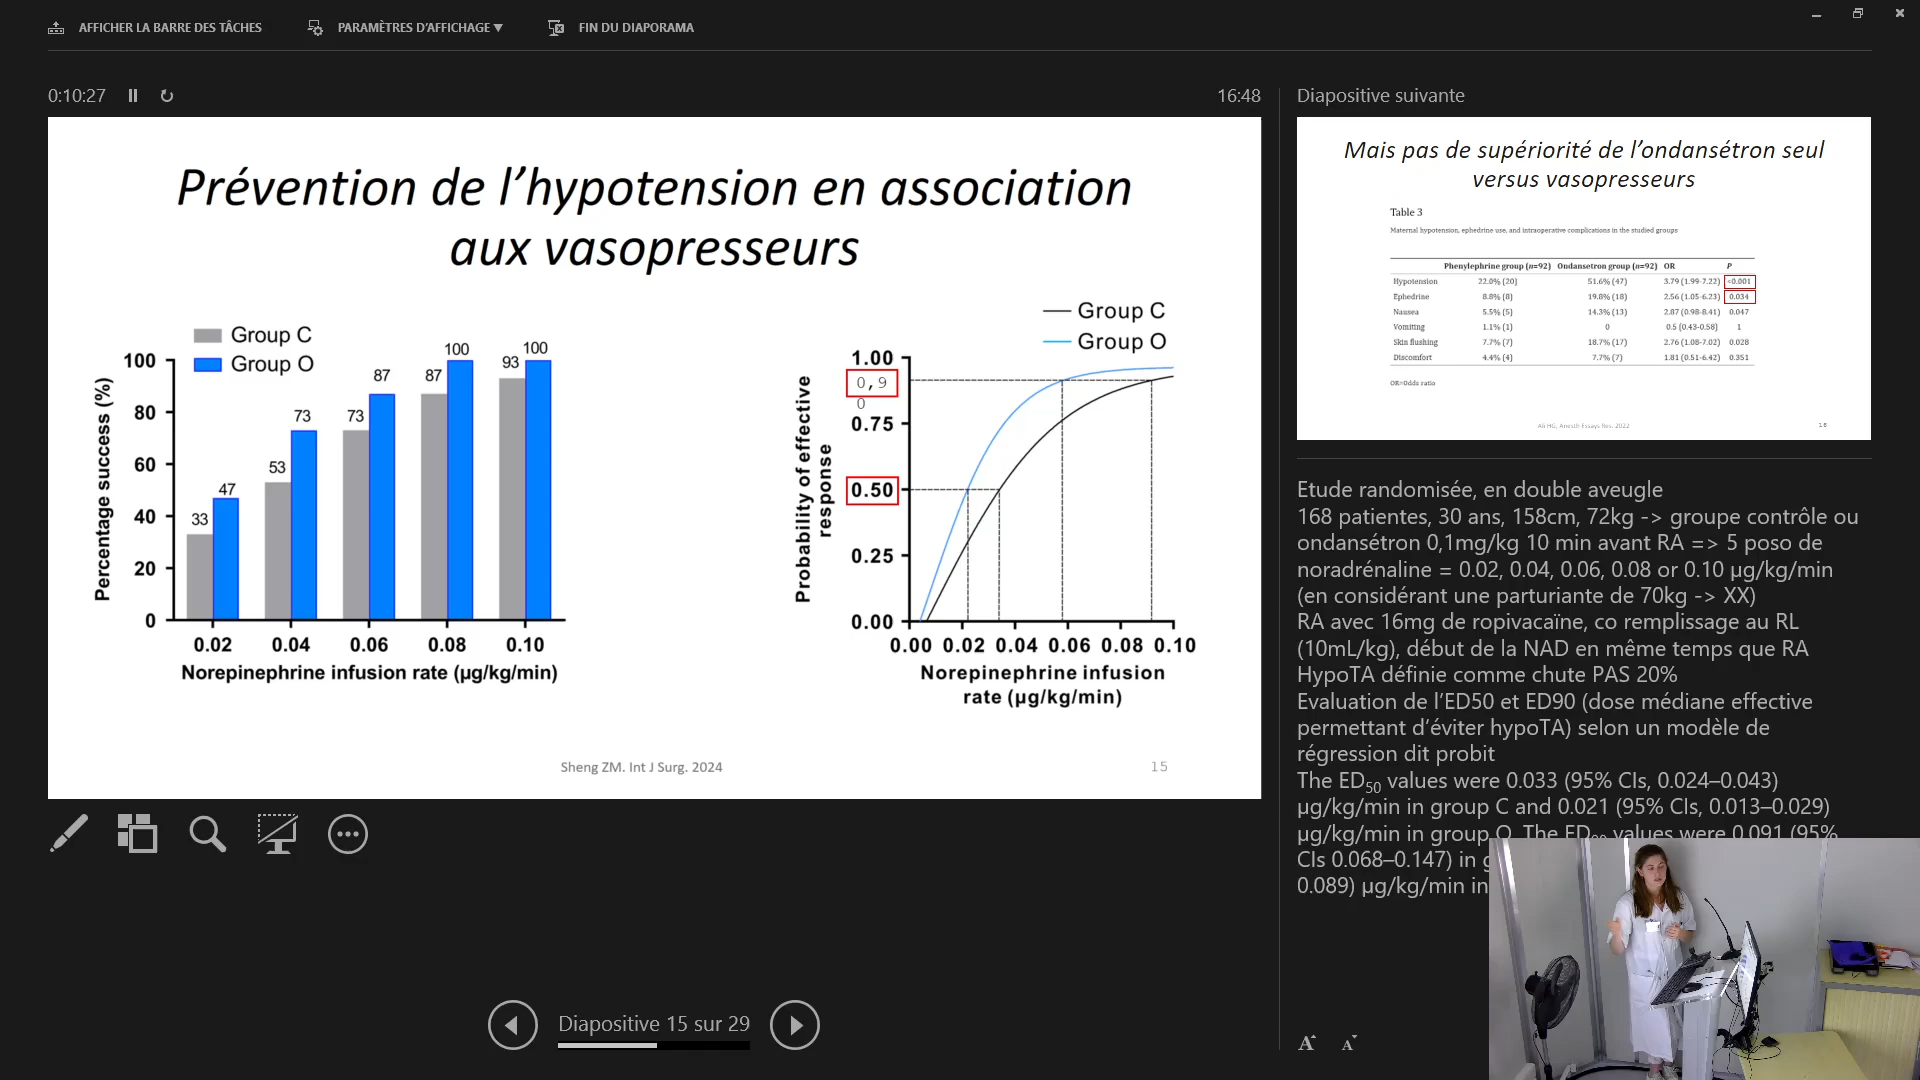 AFFICHER LA BARRE DES TÂCHES
PARAMÈTRES D'AFFICHAGE
FIN DU DIAPORAMA
0:10:27
16:48
Prévention de l'hypotension en association
aux vasopresseurs
Group C
Group O
Percentage success (%)
100
80
60
40
20
0
33
47
53
73
73
87
87
100
93
100
0.02 0.04 0.06 0.08 0.10
Norepinephrine infusion rate (µg/kg/min)
Group C
Group O
Probability of effective
response
1.00
0,9
0
0.75
0.50
0.25
0.00
0.00 0.02 0.04 0.06 0.08 0.10
Norepinephrine infusion
rate (µg/kg/min)
Sheng ZM. Int J Surg. 2024
15
Diapositive 15 sur 29
Diapositive suivante
Mais pas de supériorité de l'ondansétron seul
versus vasopresseurs
Table 3
Maternal hypotension, ephedrine use, and intraoperative complications in the studied groups
Phenylephrine group (n=92) Ondansetron group (n=92) OR P
Hypotension 22.0% (20) 51.6% (47) 3.79 (1.99-7.22) <0.001
Ephedrine 8.8% (8) 19.8% (18) 2.56 (1.05-6.23) 0.034
Nausea 5.5% (5) 14.3% (13) 2.87 (0.98-8.41) 0.047
Vomiting 1.1% (1) 0 0.5 (0.43-0.58) 1
Skin flushing 7.7% (7) 18.7% (17) 2.76 (1.08-7.02) 0.028
Discomfort 4.4% (4) 7.7% (7) 1.81 (0.51-6.42) 0.351
OR=Odds ratio
Ali HG, Anesth Essays Res. 2022
16
Etude randomisée, en double aveugle
168 patientes, 30 ans, 158cm, 72kg -> groupe contrôle ou
ondansétron 0,1mg/kg 10 min avant RA => 5 poso de
noradrénaline = 0.02, 0.04, 0.06, 0.08 or 0.10 µg/kg/min
(en considérant une parturiante de 70kg -> XX)
RA avec 16mg de ropivacaïne, co remplissage au RL
(10mL/kg), début de la NAD en même temps que RA
HypoTA définie comme chute PAS 20%
Evaluation de l'ED50 et ED90 (dose médiane effective
permettant d'éviter hypoTA) selon un modèle de
régression dit probit
The ED50 values were 0.033 (95% CIs, 0.024–0.043)
µg/kg/min in group C and 0.021 (95% CIs, 0.013–0.029)
µg/kg/min in group O. The ED90 values were 0.091 (95%
CIs 0.068–0.147) in
0.089) µg/kg/min in
A A